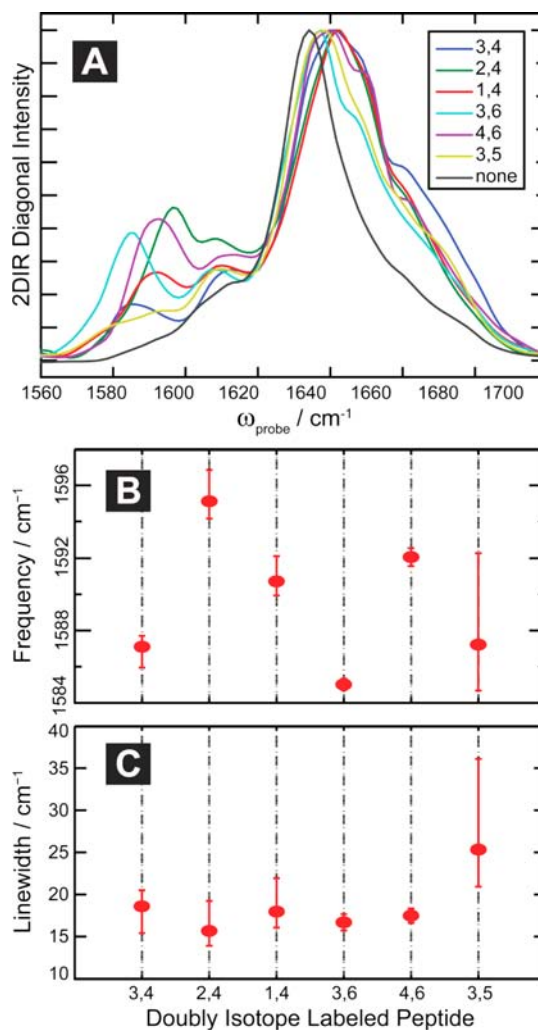 A
2DIR Diagonal Intensity
3,4
2,4
1,4
3,6
4,6
3,5
none
1560 1580 1600 1620 1640 1660 1680 1700
ωprobe / cm⁻¹
B
Frequency / cm⁻¹
1596
1592
1588
1584
C
Linewidth / cm⁻¹
40
35
30
25
20
15
10
3,4 2,4 1,4 3,6 4,6 3,5
Doubly Isotope Labeled Peptide